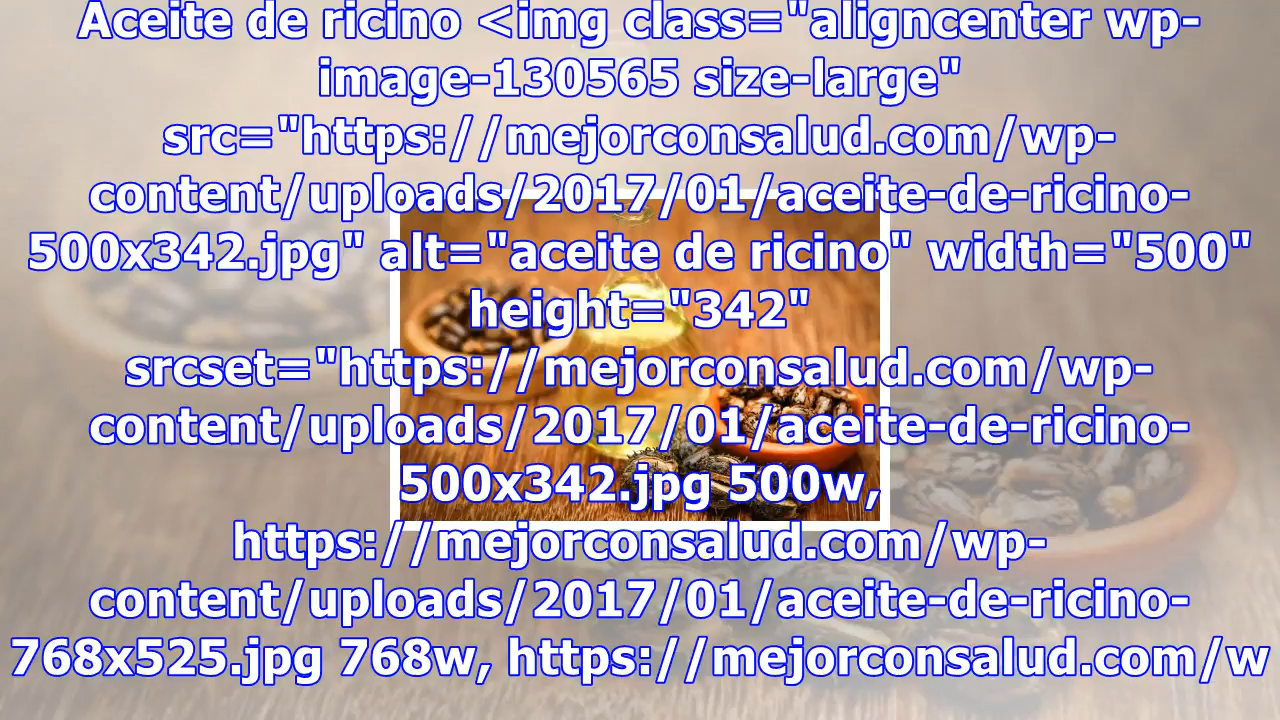 Aceite de ricino <img class="aligncenter wp-
image-130565 size-large"
src="https://mejorconsalud.com/wp-
content/uploads/2017/01/aceite-de-ricino-
500x342.jpg" alt="aceite de ricino" width="500"
height="342"
srcset="https://mejorconsalud.com/wp-
content/uploads/2017/01/aceite-de-ricino-
500x342.jpg 500w,
https://mejorconsalud.com/wp-
content/uploads/2017/01/aceite-de-ricino-
768x525.jpg 768w, https://mejorconsalud.com/w